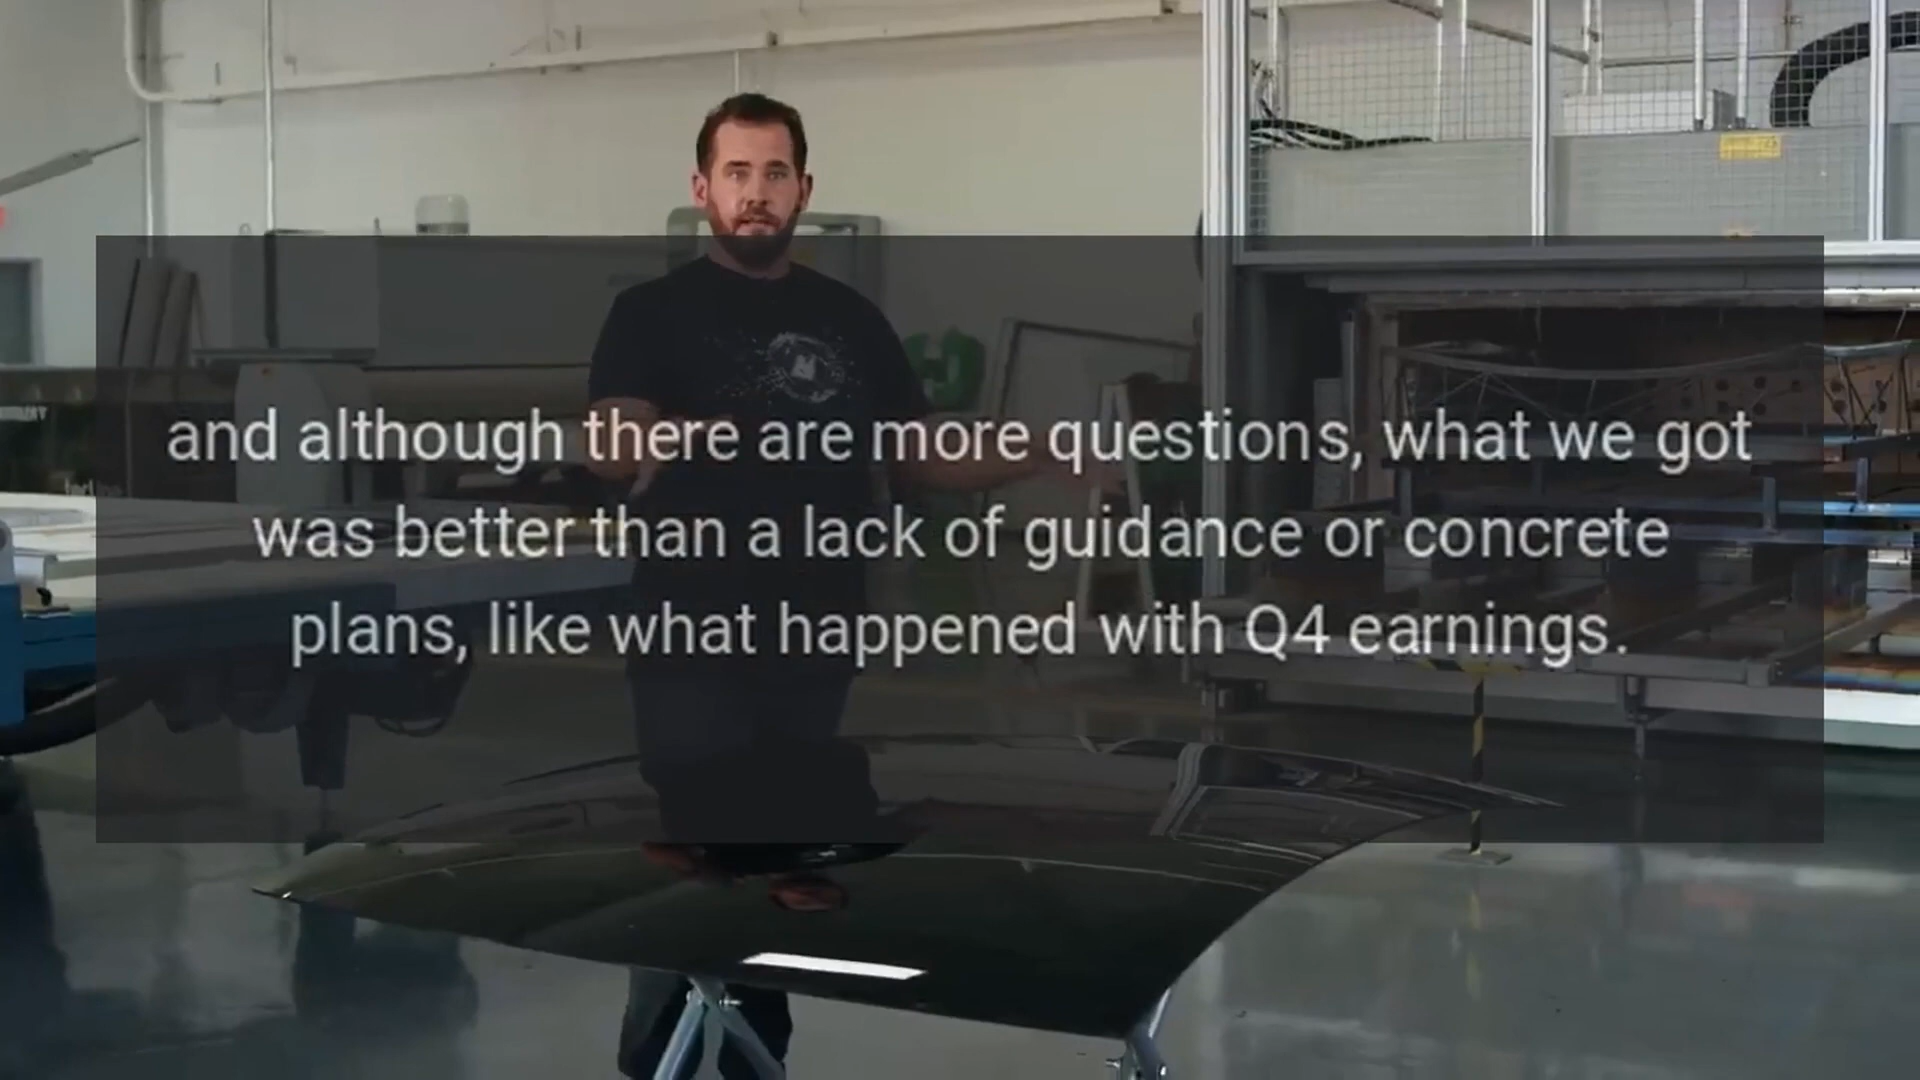 and although there are more questions, what we got
was better than a lack of guidance or concrete
plans, like what happened with Q4 earnings.